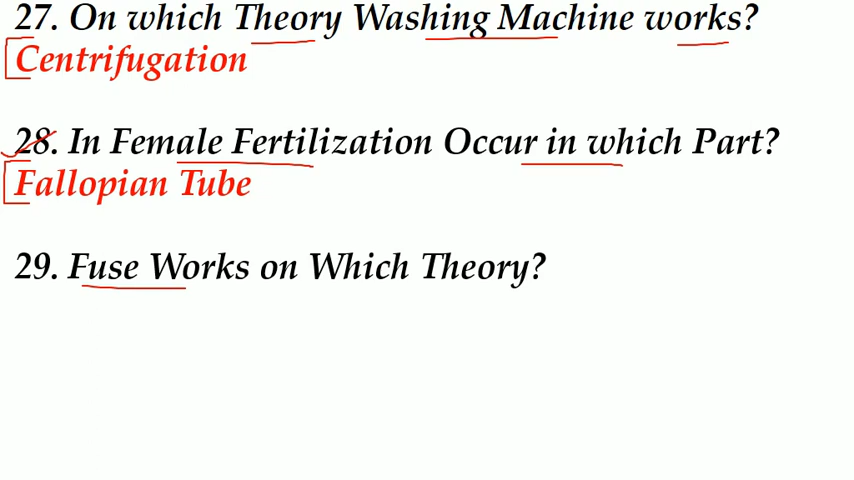 27. On which Theory Washing Machine works?
Centrifugation
28. In Female Fertilization Occur in which Part?
Fallopian Tube
29. Fuse Works on Which Theory?